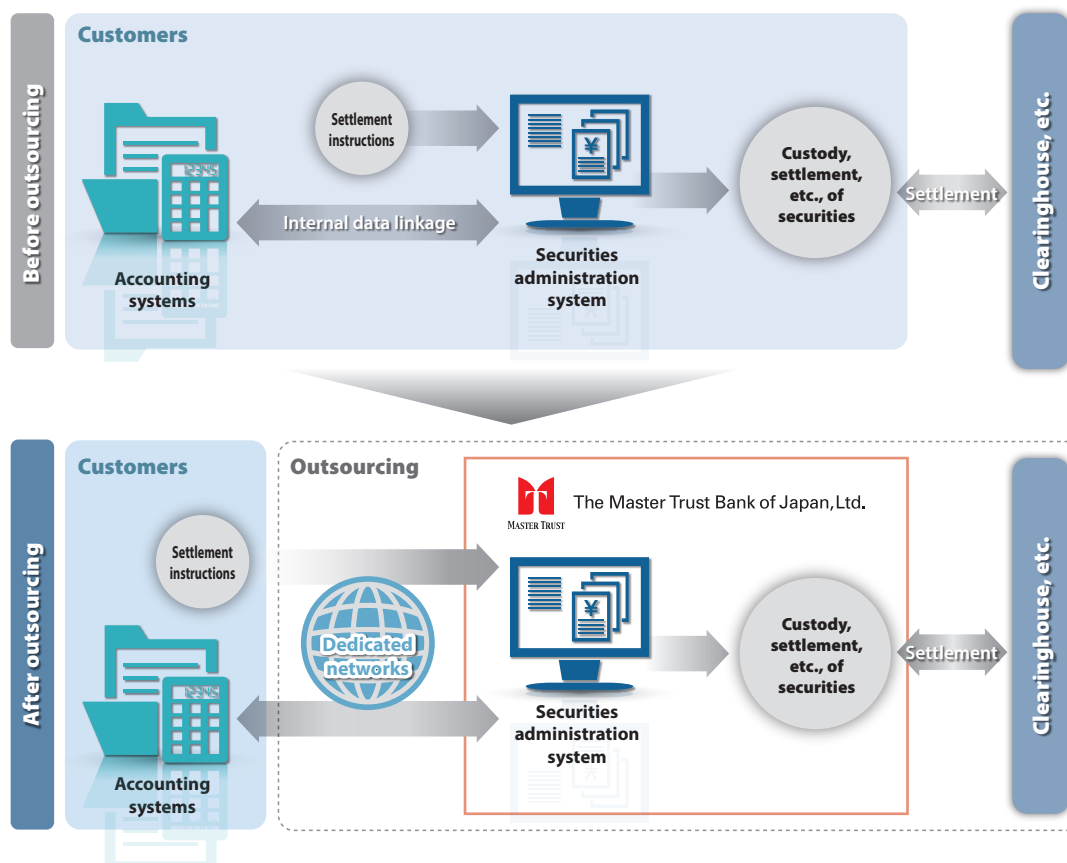 Before outsourcing
Customers
Settlement
instructions
¥
12345
Internal data linkage
Accounting
systems
Securities
administration
system
Custody,
settlement,
etc., of
securities
Settlement
Clearinghouse, etc.
After outsourcing
Customers
Settlement
instructions
12345
Accounting
systems
Outsourcing
Dedicated
networks
MASTER TRUST
The Master Trust Bank of Japan, Ltd.
¥
Securities
administration
system
Custody,
settlement,
etc., of
securities
Settlement
Clearinghouse, etc.